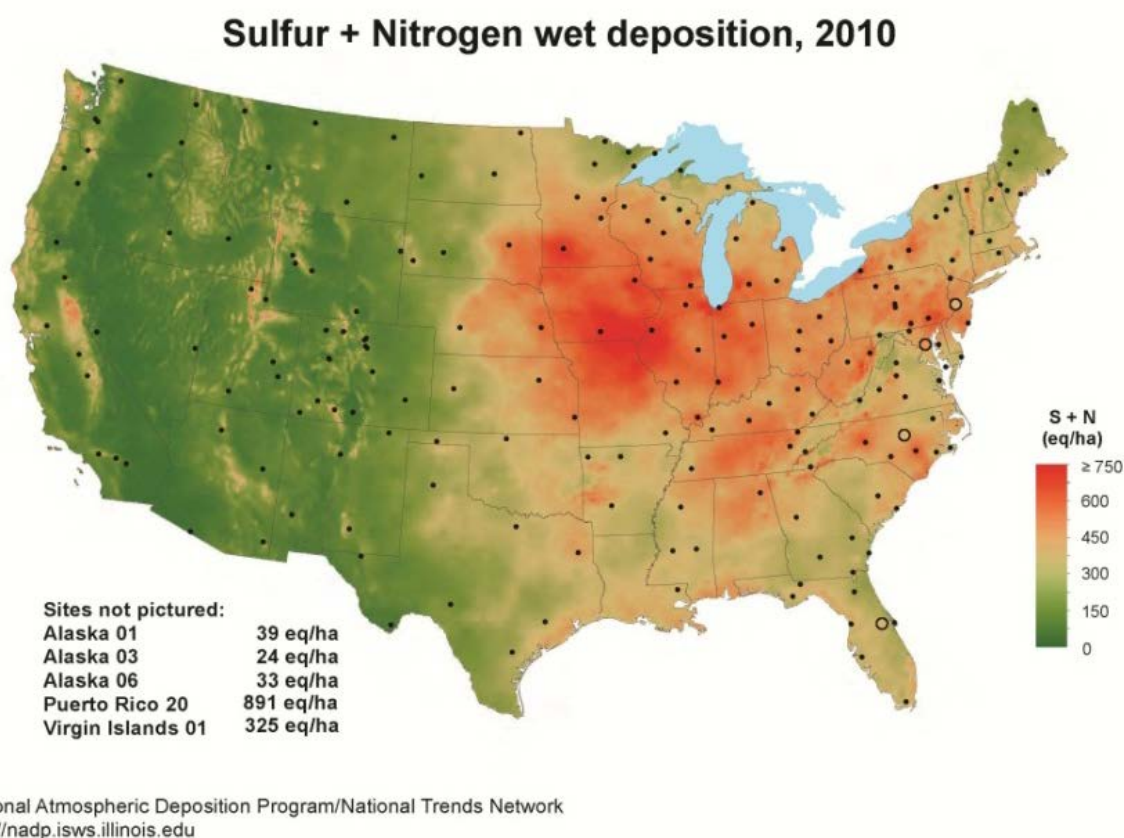 Sulfur + Nitrogen wet deposition, 2010
S + N
(eq/ha)
≥ 750
600
450
300
150
0
Sites not pictured:
Alaska 01 39 eq/ha
Alaska 03 24 eq/ha
Alaska 06 33 eq/ha
Puerto Rico 20 891 eq/ha
Virgin Islands 01 325 eq/ha
onal Atmospheric Deposition Program/National Trends Network
//nadp.isws.illinois.edu